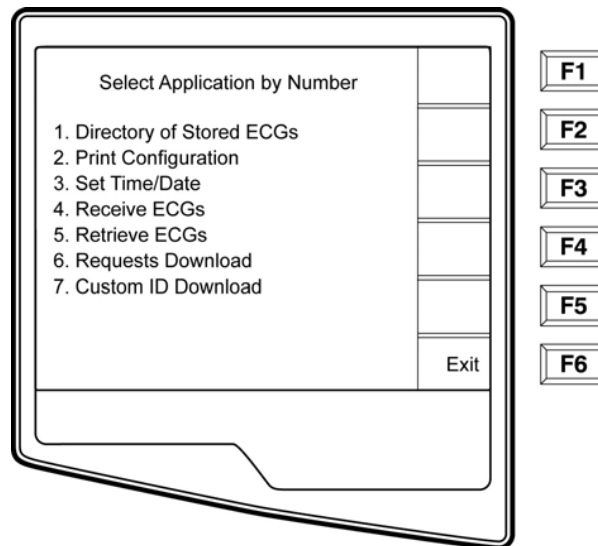 Select Application by Number
1. Directory of Stored ECGs
2. Print Configuration
3. Set Time/Date
4. Receive ECGs
5. Retrieve ECGs
6. Requests Download
7. Custom ID Download
Exit
F1
F2
F3
F4
F5
F6